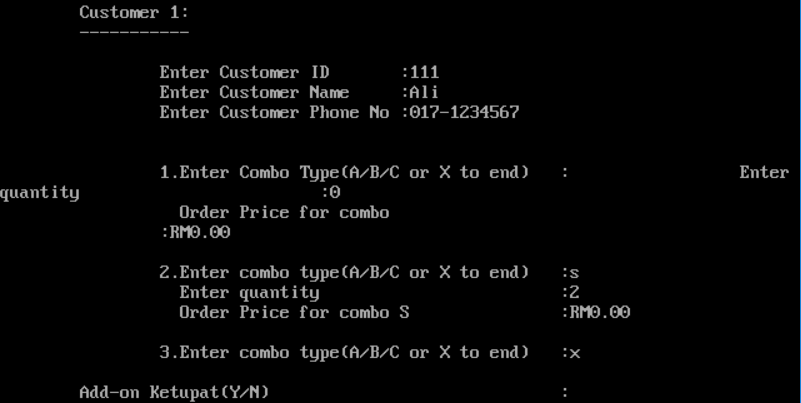 Customer 1:
-----------
Enter Customer ID :111
Enter Customer Name :Ali
Enter Customer Phone No :017-1234567
1.Enter Combo Type(A/B/C or X to end) : Enter
quantity :0
Order Price for combo
:RM0.00
2.Enter combo type(A/B/C or X to end) :s
Enter quantity :2
Order Price for combo S :RM0.00
3.Enter combo type(A/B/C or X to end) :x
Add-on Ketupat(Y/N) :